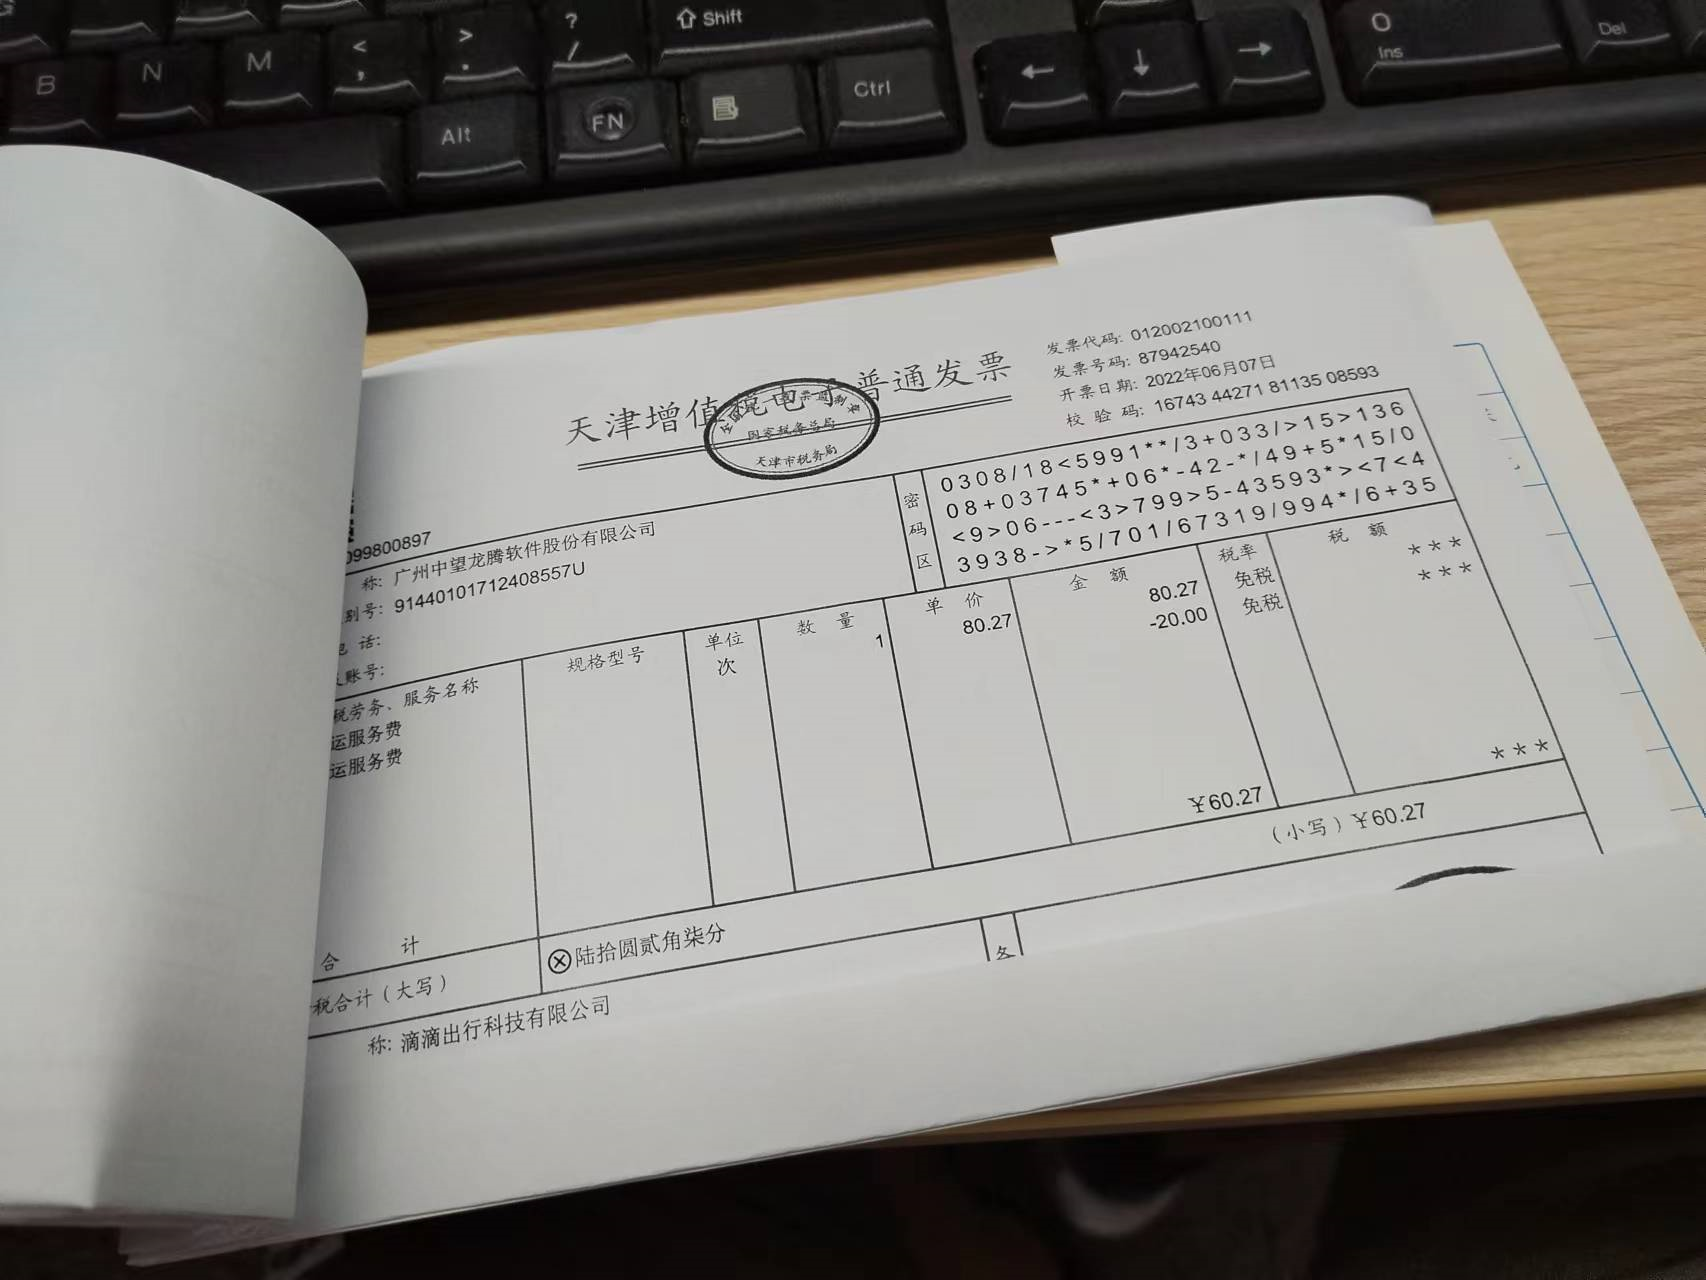 B
N
M
<
,
>
.
?
/
Shift
Alt
FN
Ctrl
←
↓
→
0
Ins
Del
天津增值税电子普通发票
国家税务总局
天津市税务局
发票代码: 012002100111
发票号码: 87942540
开票日期: 2022年06月07日
校 验 码: 16743 44271 81135 08593
099800897
称: 广州中望龙腾软件股份有限公司
别号: 91440101712408557U
电 话:
账号:
密码区
0308/18<5991**/3+033/>15>136
08+03745*+06*-42-*/49+5*15/0
<9>06---<3>799>5-43593*><7<4
3938->*5/701/67319/994*/6+35
税劳务、服务名称 规格型号 单位 数 量 单 价 金 额 税率 税 额
运服务费 次 1 80.27 80.27 免税 ***
运服务费 -20.00 免税 ***
合 计 ¥60.27 ***
税合计(大写) ⊗陆拾圆贰角柒分 (小写)¥60.27
称: 滴滴出行科技有限公司